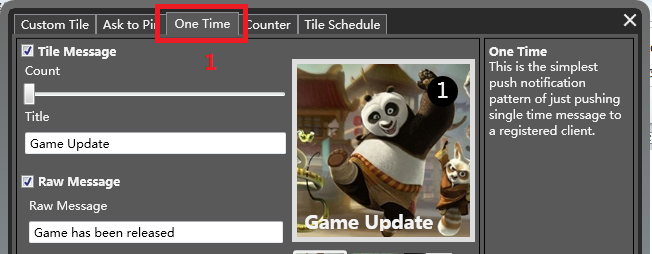 Custom Tile Ask to Pin One Time Counter Tile Schedule
1
Tile Message
Count
Title
Game Update
Raw Message
Raw Message
Game has been released
1
Game Update
One Time
This is the simplest
push notification
pattern of just pushing
single time message to
a registered client.